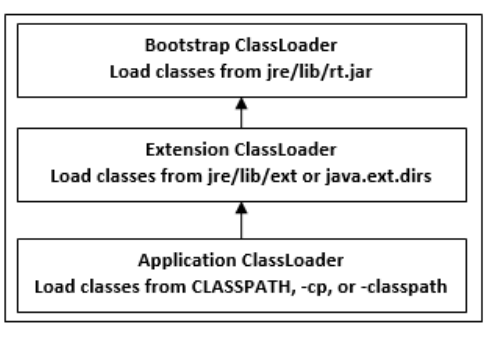 Bootstrap ClassLoader
Load classes from jre/lib/rt.jar
Extension ClassLoader
Load classes from jre/lib/ext or java.ext.dirs
Application ClassLoader
Load classes from CLASSPATH, -cp, or -classpath